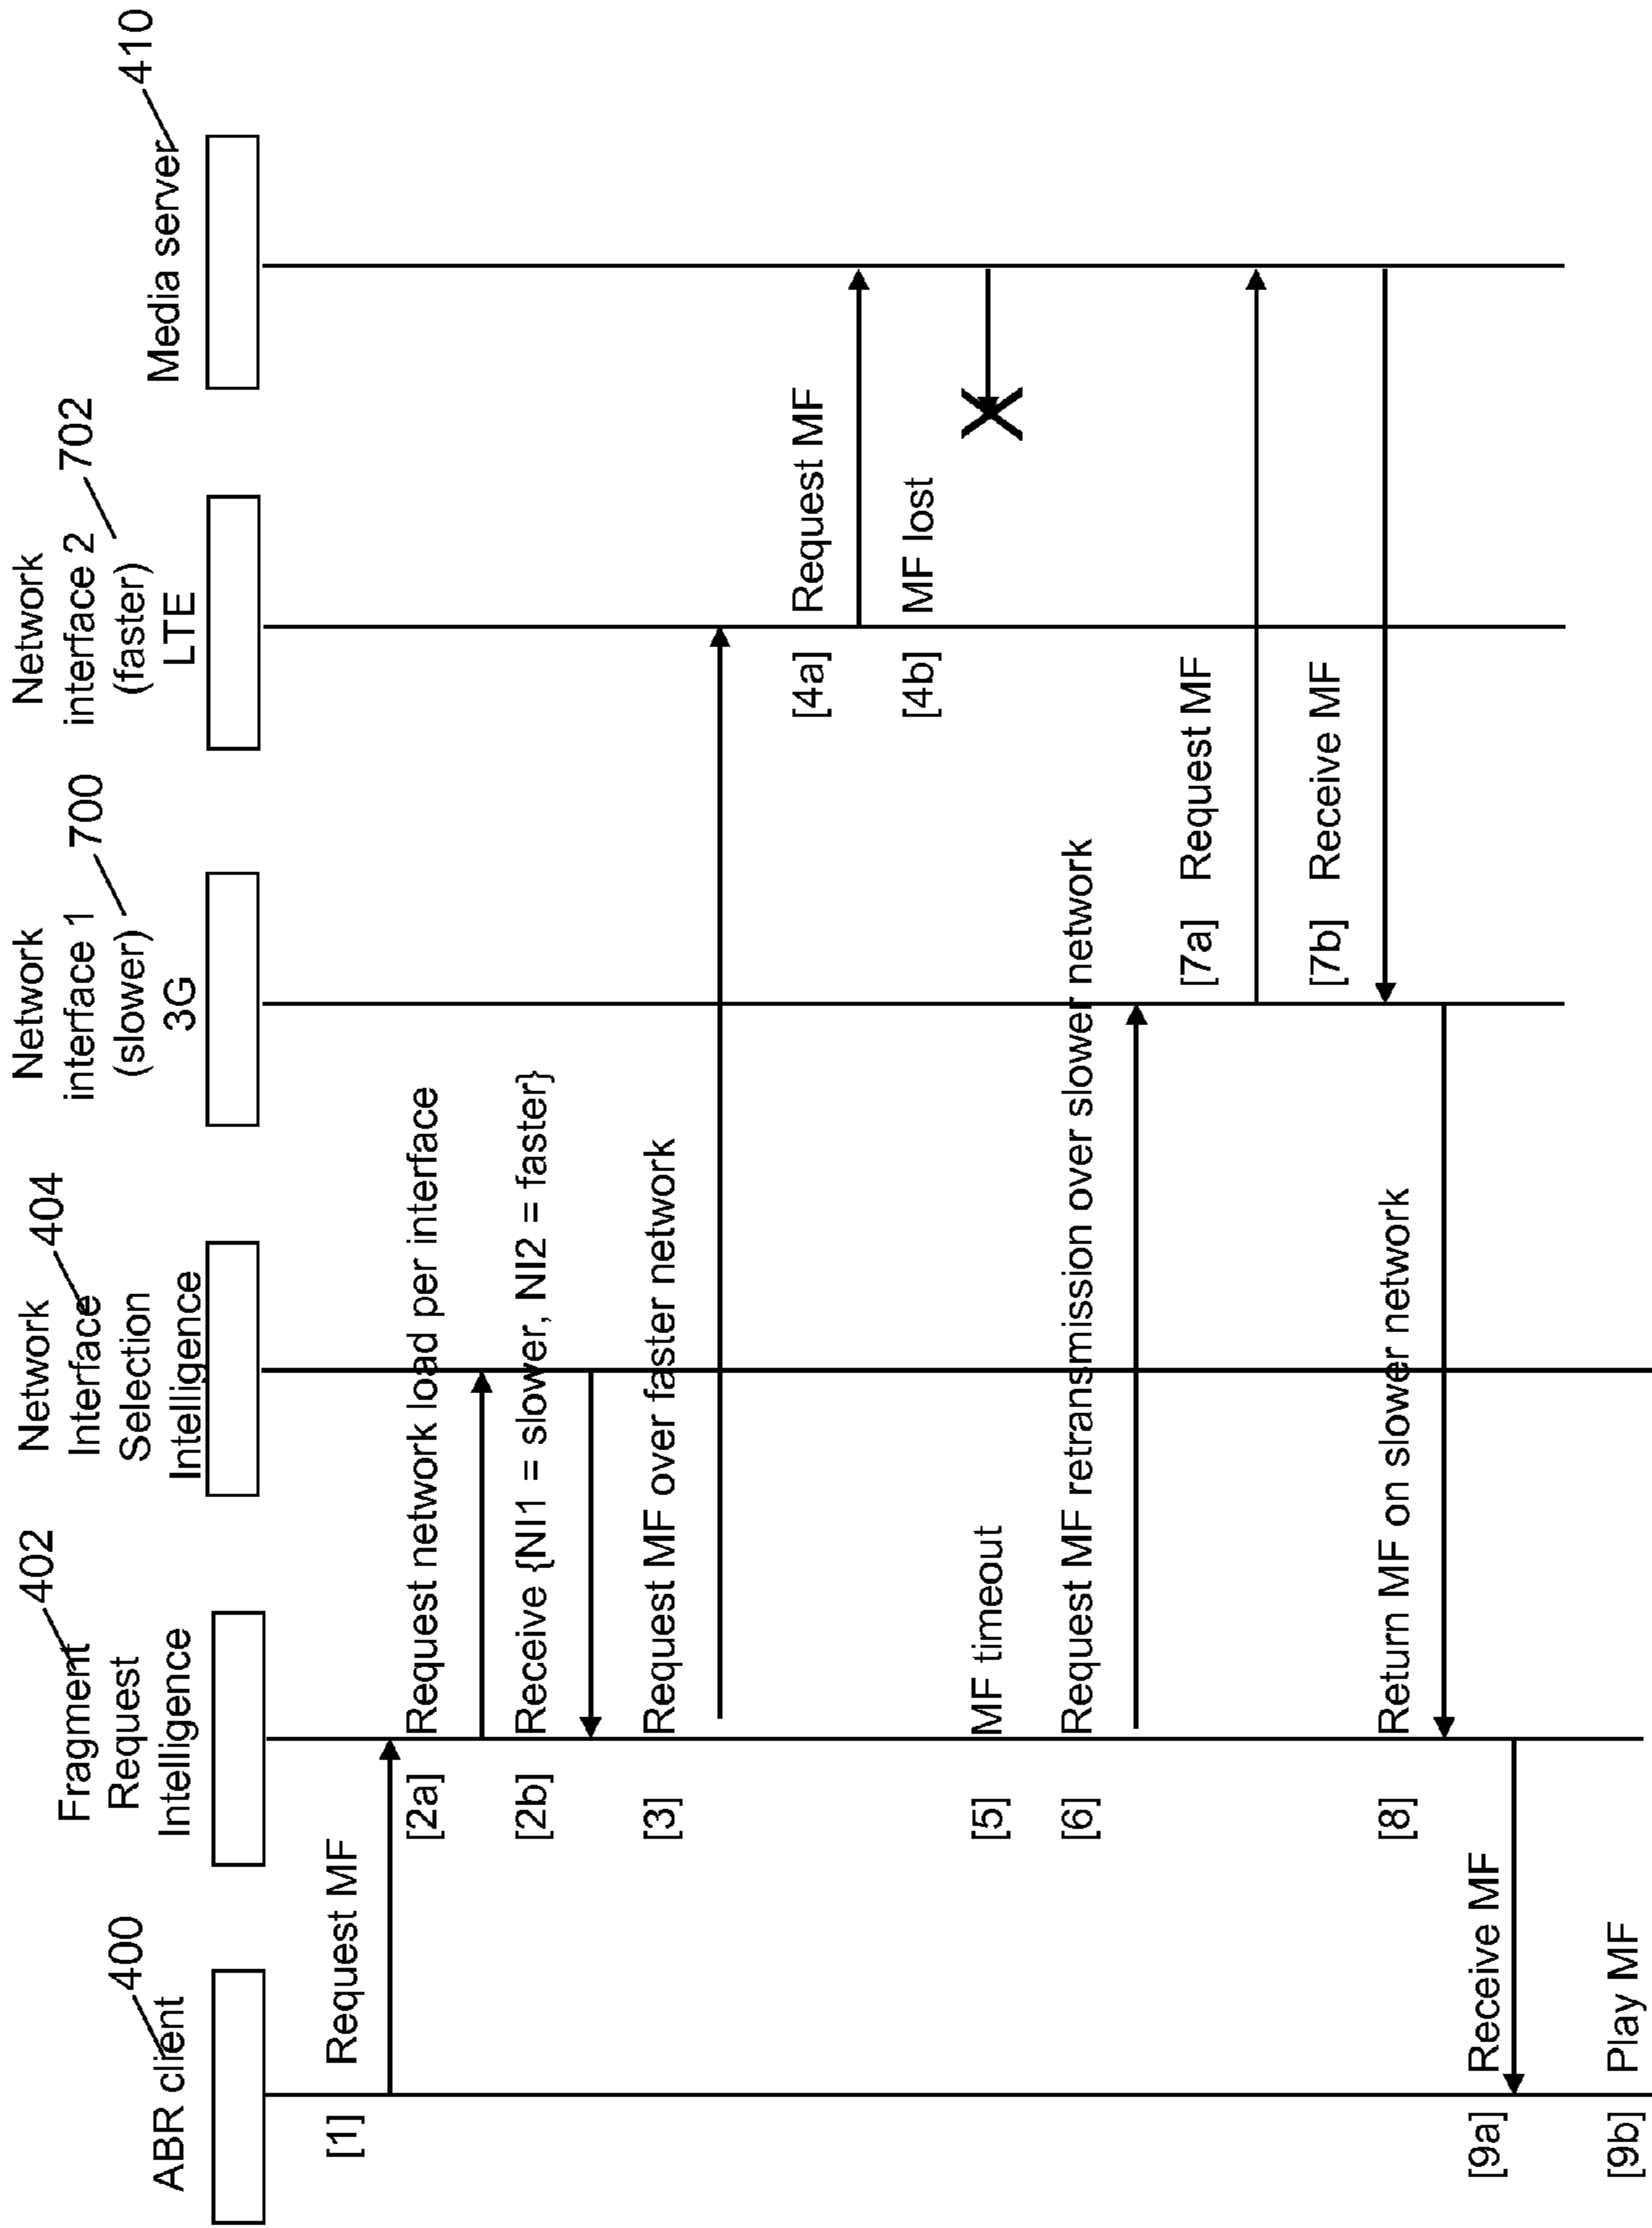 ABR client
400
Fragment
Request
Intelligence
402
Network
Interface
Selection
Intelligence
404
Network
interface 1
(slower)
3G
700
Network
interface 2
(faster)
LTE
702
Media server
410
[1] Request MF
[2a] Request network load per interface
[2b] Receive {NI1 = slower, NI2 = faster}
[3] Request MF over faster network
[4a] Request MF
[4b] MF lost
[5] MF timeout
[6] Request MF retransmission over slower network
[7a] Request MF
[7b] Receive MF
[8] Return MF on slower network
[9a] Receive MF
[9b] Play MF